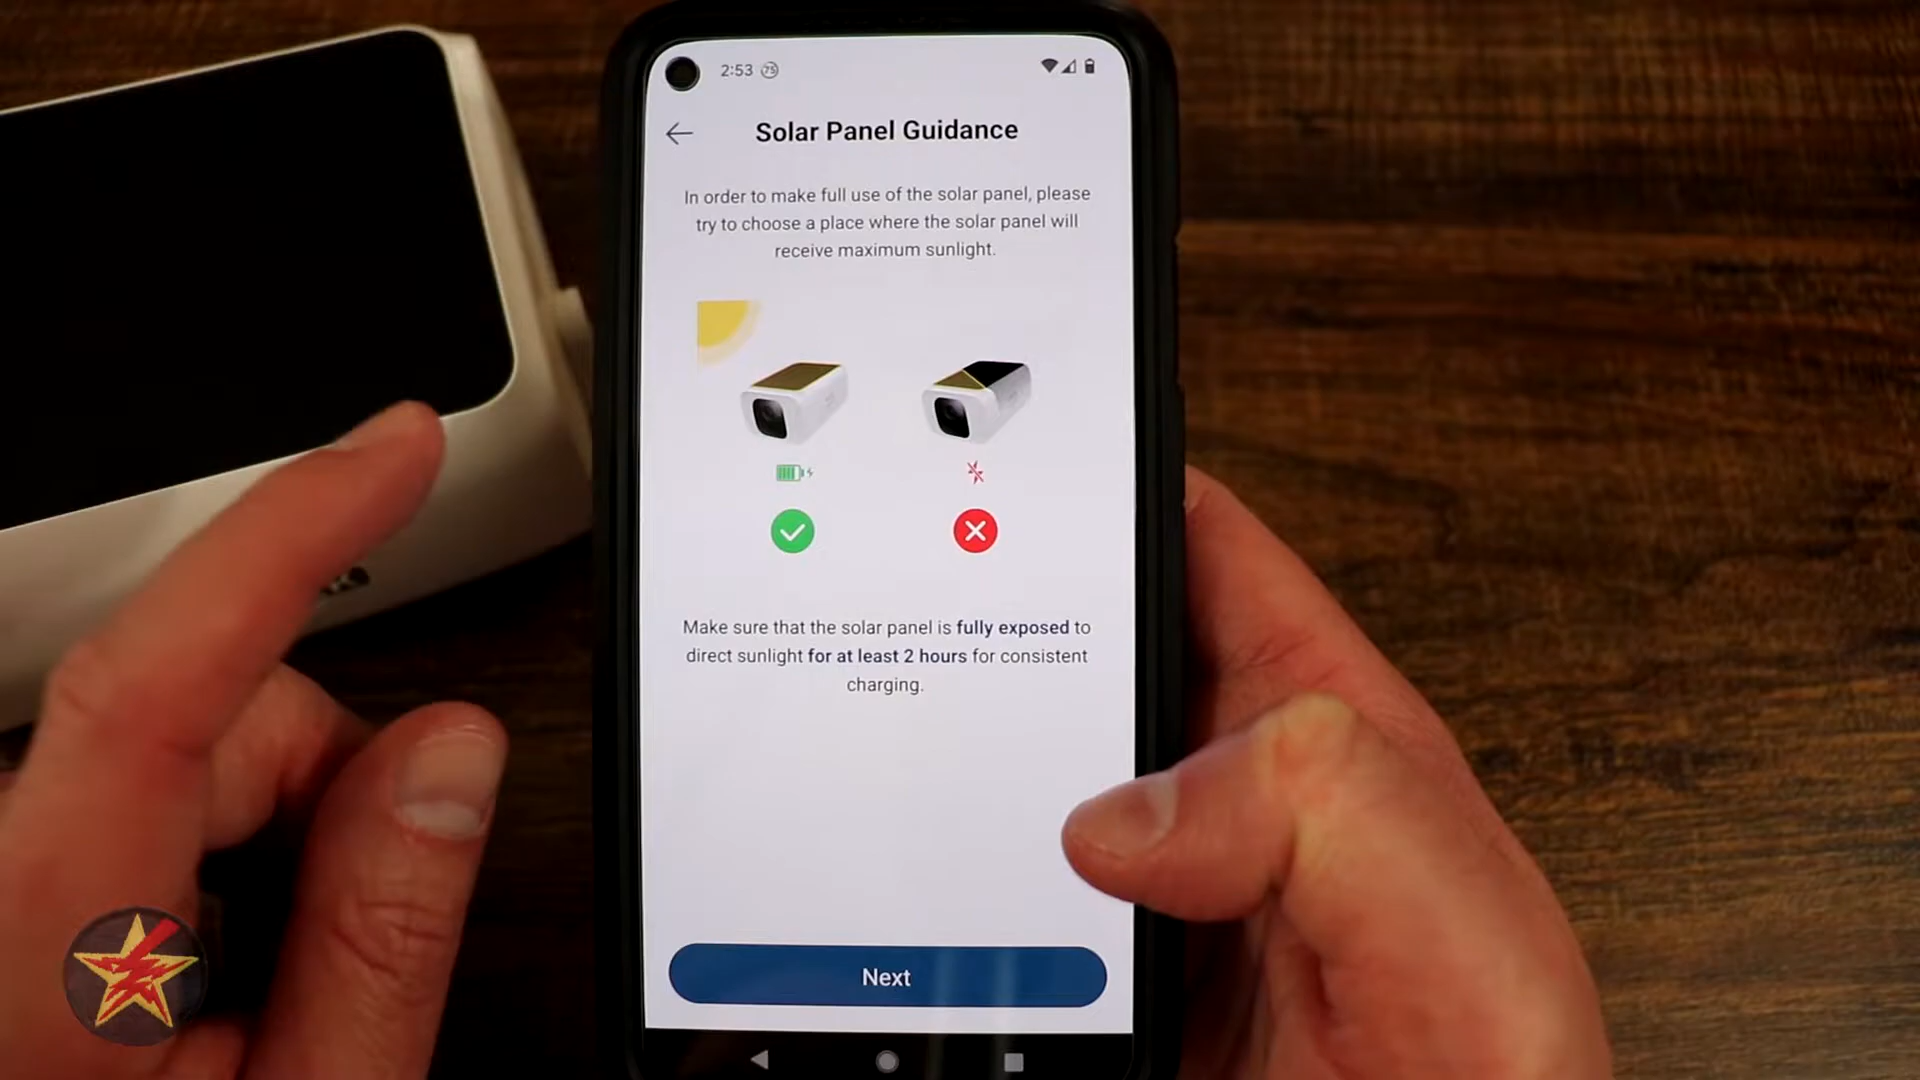 2:53 75
Solar Panel Guidance
In order to make full use of the solar panel, please
try to choose a place where the solar panel will
receive maximum sunlight.
Make sure that the solar panel is fully exposed to
direct sunlight for at least 2 hours for consistent
charging.
Next